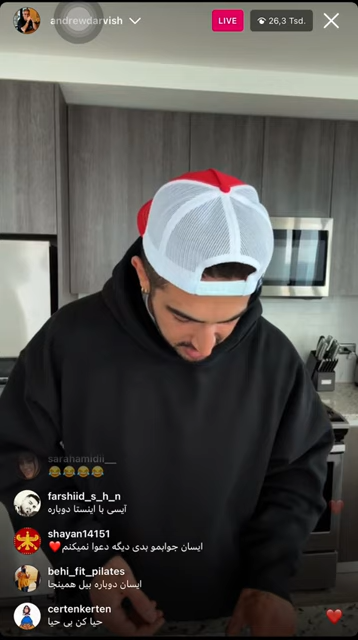 andrewdarvish
LIVE
26,3 Tsd.
sarahamidii__
😂😂😂😂
farshiid_s_h_n
آیسی با اینستا دوباره
shayan14151
ایسان جوابمو بدی دیگه دعوا نمیکنم❤️
behi_fit_pilates
ایسان دوباره بیل همینجا
certenkerten
حیا کن بی حیا